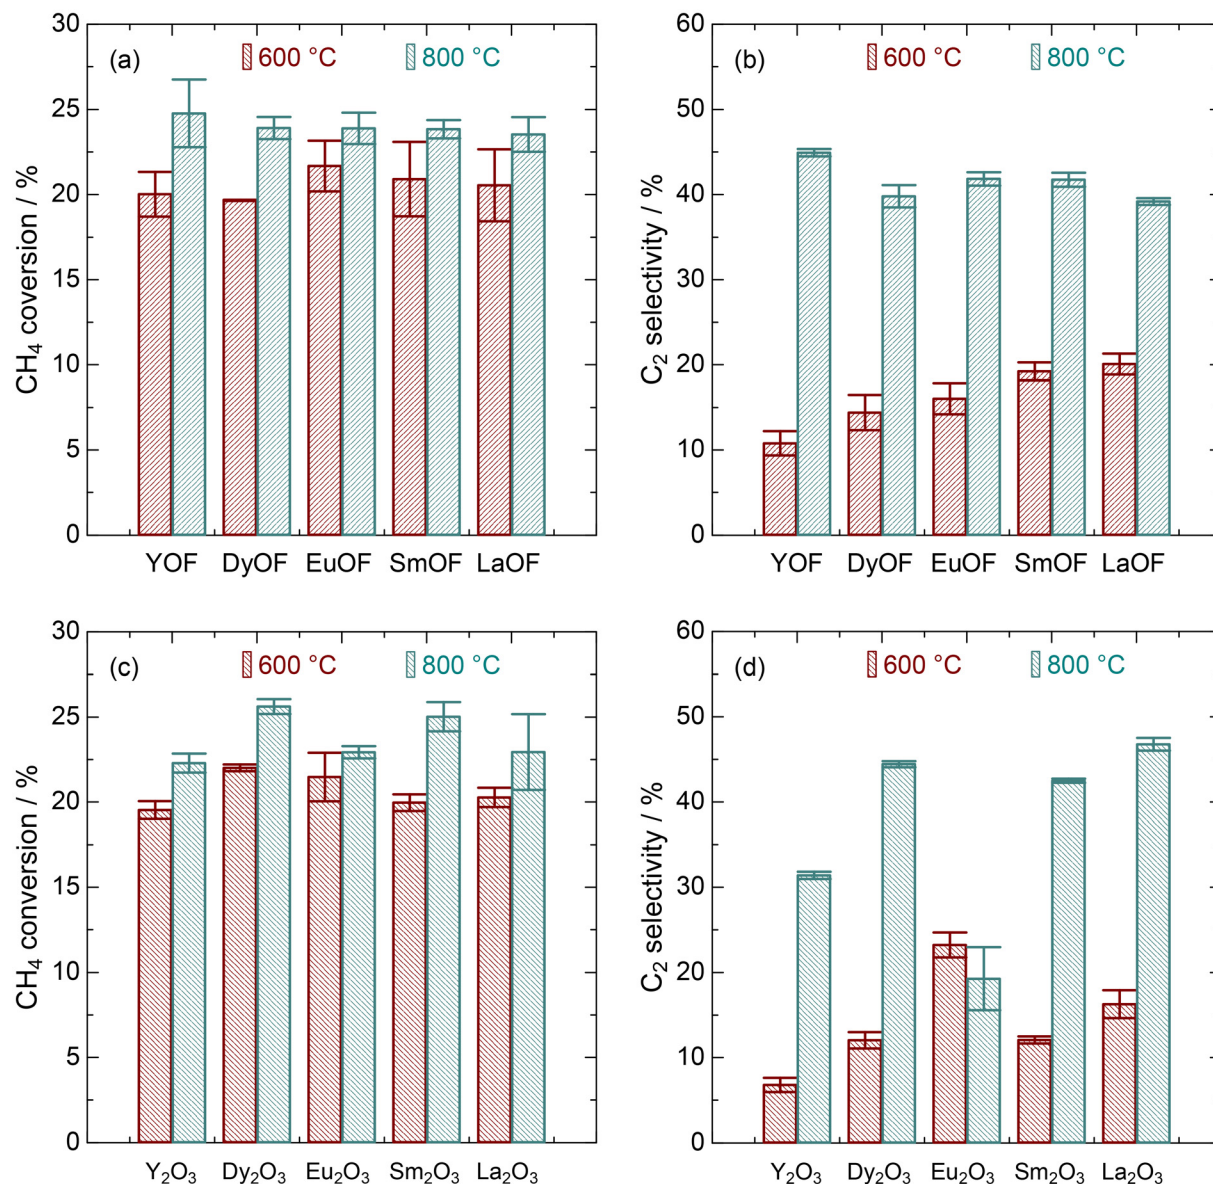 (a) 600 °C 800 °C
CH₄ coversion / %
30
25
20
15
10
5
0
YOF DyOF EuOF SmOF LaOF
(b) 600 °C 800 °C
C₂ selectivity / %
60
50
40
30
20
10
0
YOF DyOF EuOF SmOF LaOF
(c) 600 °C 800 °C
CH₄ conversion / %
30
25
20
15
10
5
0
Y₂O₃ Dy₂O₃ Eu₂O₃ Sm₂O₃ La₂O₃
(d) 600 °C 800 °C
C₂ selectivity / %
60
50
40
30
20
10
0
Y₂O₃ Dy₂O₃ Eu₂O₃ Sm₂O₃ La₂O₃